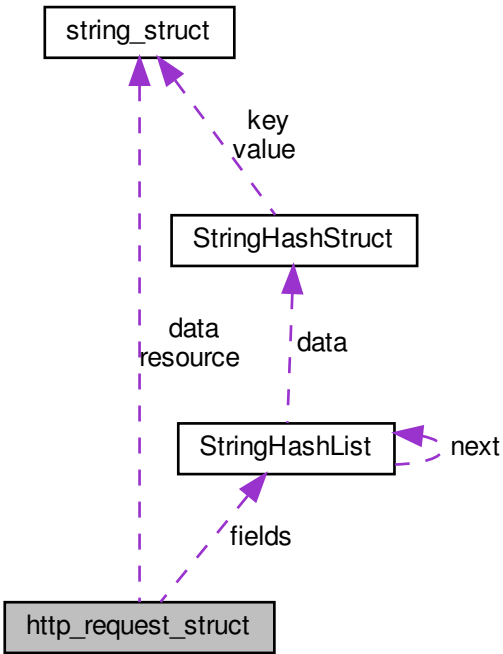 string_struct
key
value
StringHashStruct
data
resource
data
StringHashList
next
fields
http_request_struct